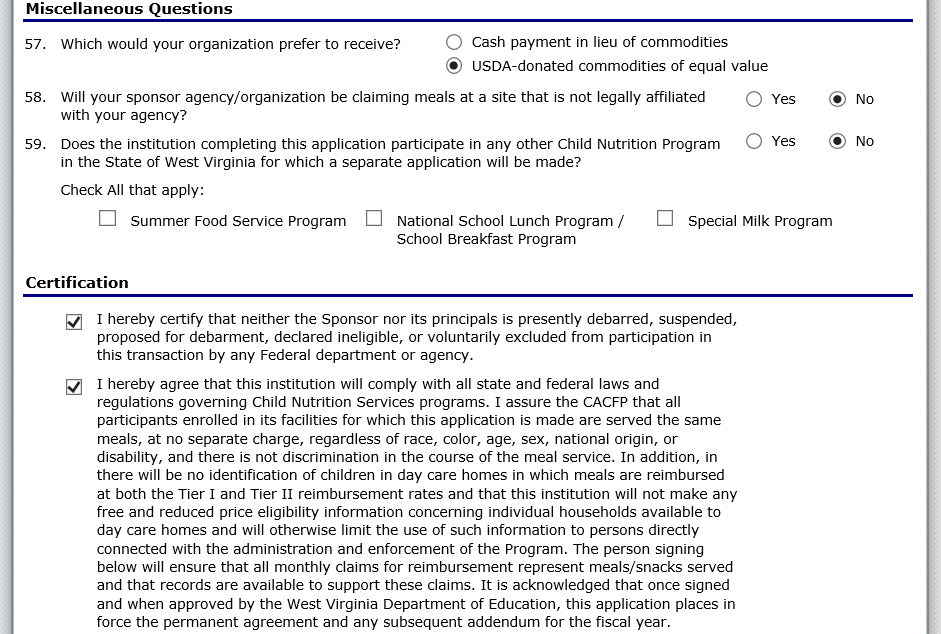 Miscellaneous Questions
57. Which would your organization prefer to receive?
Cash payment in lieu of commodities
USDA-donated commodities of equal value
58. Will your sponsor agency/organization be claiming meals at a site that is not legally affiliated Yes No
with your agency?
59. Does the institution completing this application participate in any other Child Nutrition Program Yes No
in the State of West Virginia for which a separate application will be made?
Check All that apply:
Summer Food Service Program National School Lunch Program / Special Milk Program
School Breakfast Program
Certification
I hereby certify that neither the Sponsor nor its principals is presently debarred, suspended,
proposed for debarment, declared ineligible, or voluntarily excluded from participation in
this transaction by any Federal department or agency.
I hereby agree that this institution will comply with all state and federal laws and
regulations governing Child Nutrition Services programs. I assure the CACFP that all
participants enrolled in its facilities for which this application is made are served the same
meals, at no separate charge, regardless of race, color, age, sex, national origin, or
disability, and there is not discrimination in the course of the meal service. In addition, in
there will be no identification of children in day care homes in which meals are reimbursed
at both the Tier I and Tier II reimbursement rates and that this institution will not make any
free and reduced price eligibility information concerning individual households available to
day care homes and will otherwise limit the use of such information to persons directly
connected with the administration and enforcement of the Program. The person signing
below will ensure that all monthly claims for reimbursement represent meals/snacks served
and that records are available to support these claims. It is acknowledged that once signed
and when approved by the West Virginia Department of Education, this application places in
force the permanent agreement and any subsequent addendum for the fiscal year.